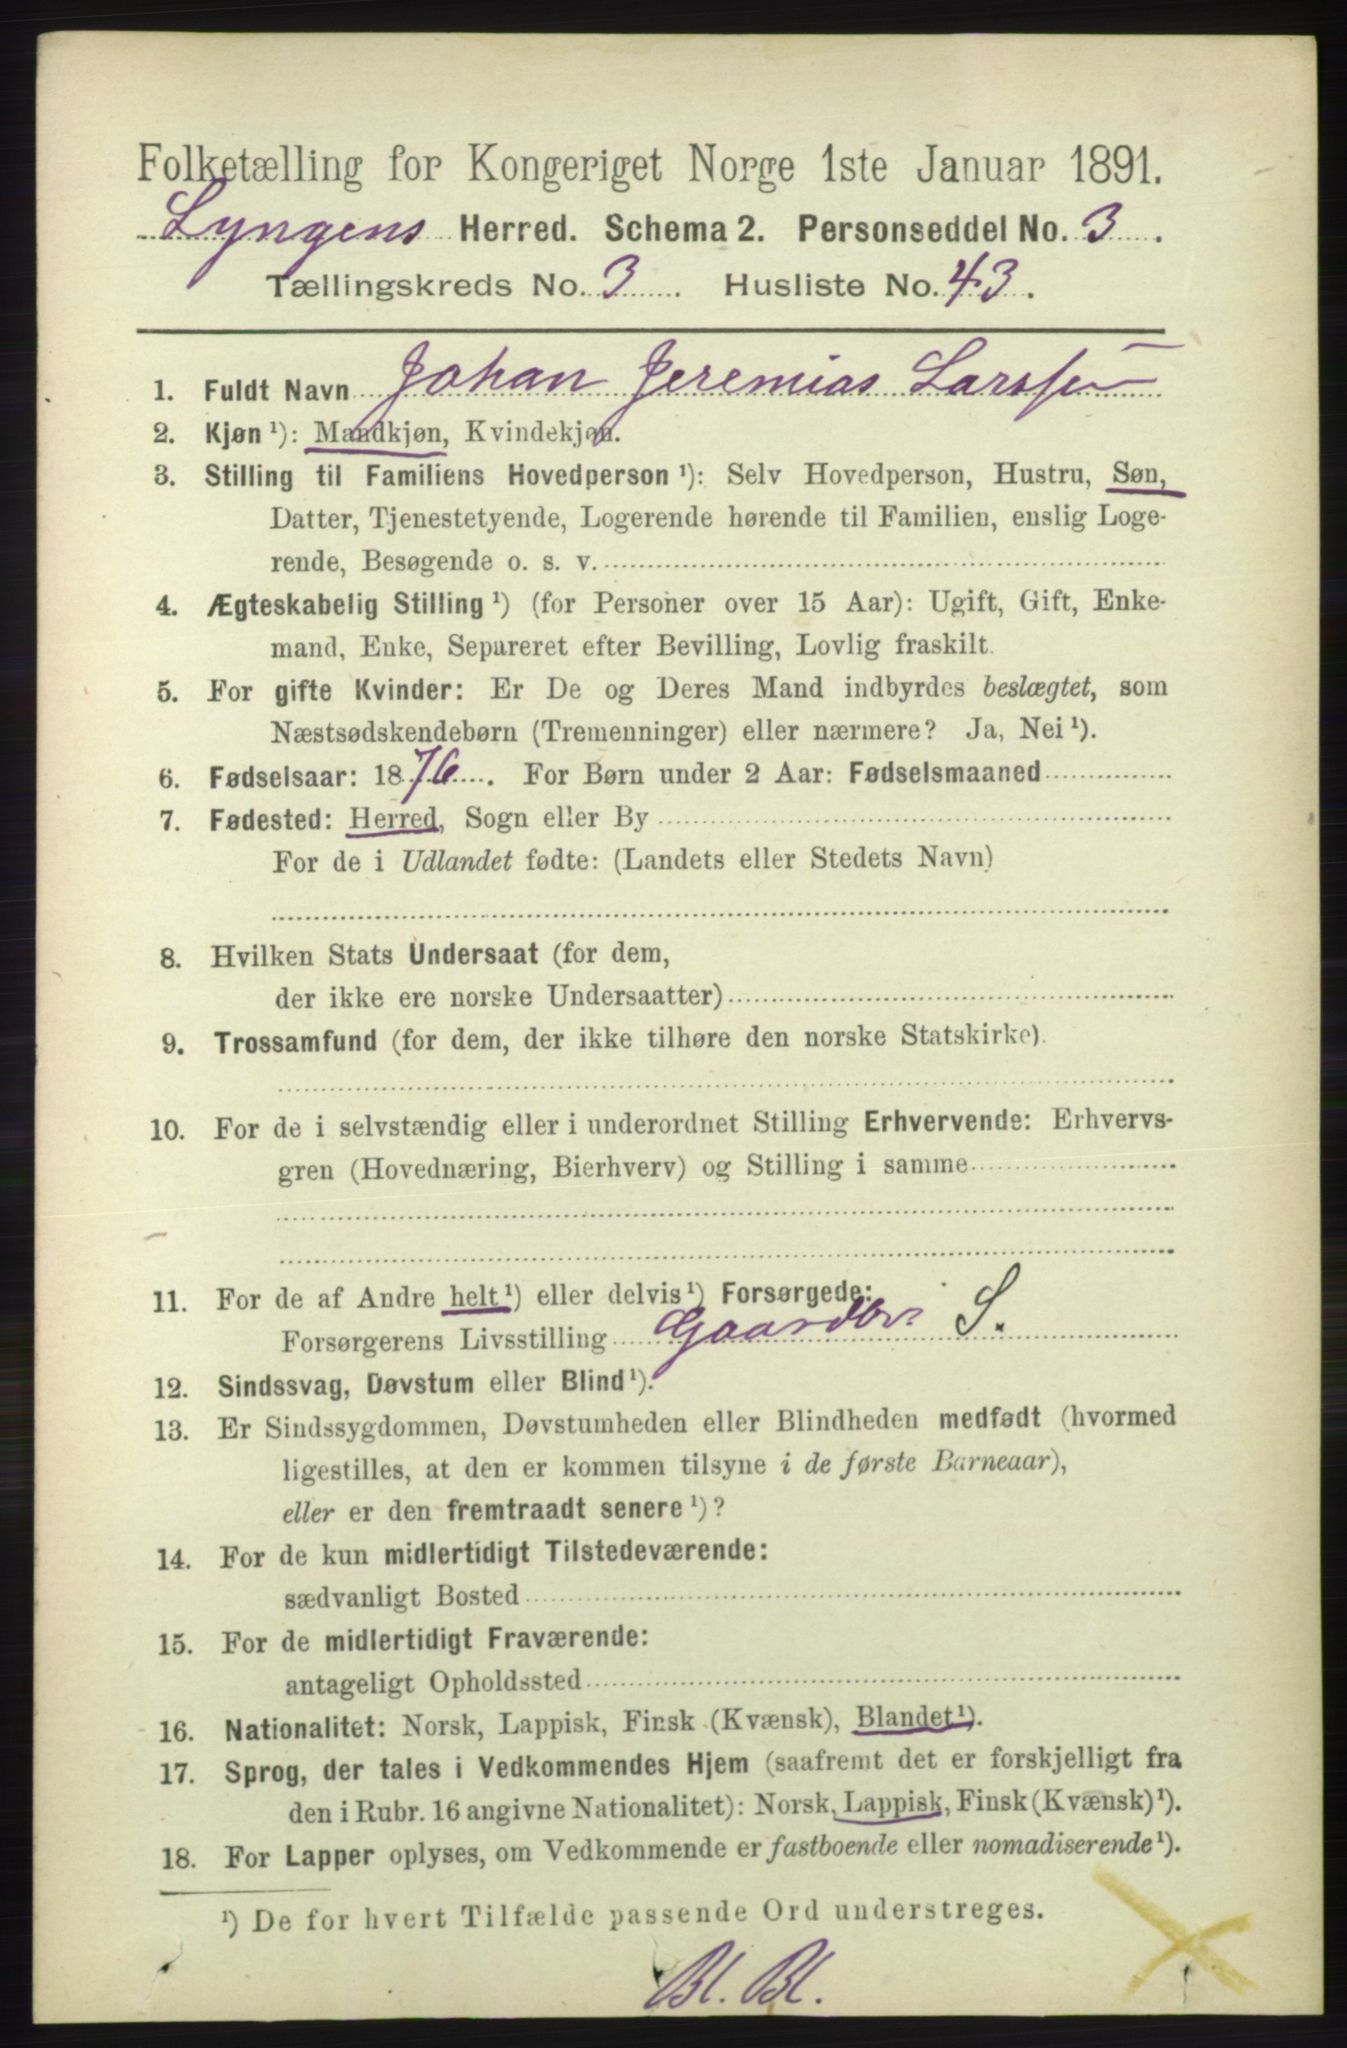 Folketælling for Kongeriget Norge 1ste Januar 1891.
Lyngens Herred. Schema 2. Personseddel No. 3.
Tællingskreds No. 3. Husliste No. 43.
1. Fuldt Navn Johan Jeremias Larssen
2. Kjøn ¹): Mandkjøn, Kvindekjøn.
3. Stilling til Familiens Hovedperson ¹): Selv Hovedperson, Hustru, Søn,
Datter, Tjenestetyende, Logerende hørende til Familien, enslig Loge-
rende, Besøgende o. s. v.
4. Ægteskabelig Stilling ¹) (for Personer over 15 Aar): Ugift, Gift, Enke-
mand, Enke, Separeret efter Bevilling, Lovlig fraskilt.
5. For gifte Kvinder: Er De og Deres Mand indbyrdes beslægtet, som
Næstsødskendebørn (Tremenninger) eller nærmere? Ja, Nei ¹).
6. Fødselsaar: 1876. For Børn under 2 Aar: Fødselsmaaned
7. Fødested: Herred, Sogn eller By
For de i Udlandet fødte: (Landets eller Stedets Navn)
8. Hvilken Stats Undersaat (for dem,
der ikke ere norske Undersaatter)
9. Trossamfund (for dem, der ikke tilhøre den norske Statskirke)
10. For de i selvstændig eller i underordnet Stilling Erhvervende: Erhvervs-
gren (Hovednæring, Bierhverv) og Stilling i samme
11. For de af Andre helt ¹) eller delvis ¹) Forsørgede:
Forsørgerens Livsstilling Gaardbr. S.
12. Sindssvag, Døvstum eller Blind ¹).
13. Er Sindssygdommen, Døvstumheden eller Blindheden medfødt (hvormed
ligestilles, at den er kommen tilsyne i de første Barneaar),
eller er den fremtraadt senere ¹)?
14. For de kun midlertidigt Tilstedeværende:
sædvanligt Bosted
15. For de midlertidigt Fraværende:
antageligt Opholdssted
16. Nationalitet: Norsk, Lappisk, Finsk (Kvænsk), Blandet ¹).
17. Sprog, der tales i Vedkommendes Hjem (saafremt det er forskjelligt fra
den i Rubr. 16 angivne Nationalitet): Norsk, Lappisk, Finsk (Kvænsk) ¹).
18. For Lapper oplyses, om Vedkommende er fastboende eller nomadiserende ¹).
¹) De for hvert Tilfælde passende Ord understreges.
Bl. Bl.